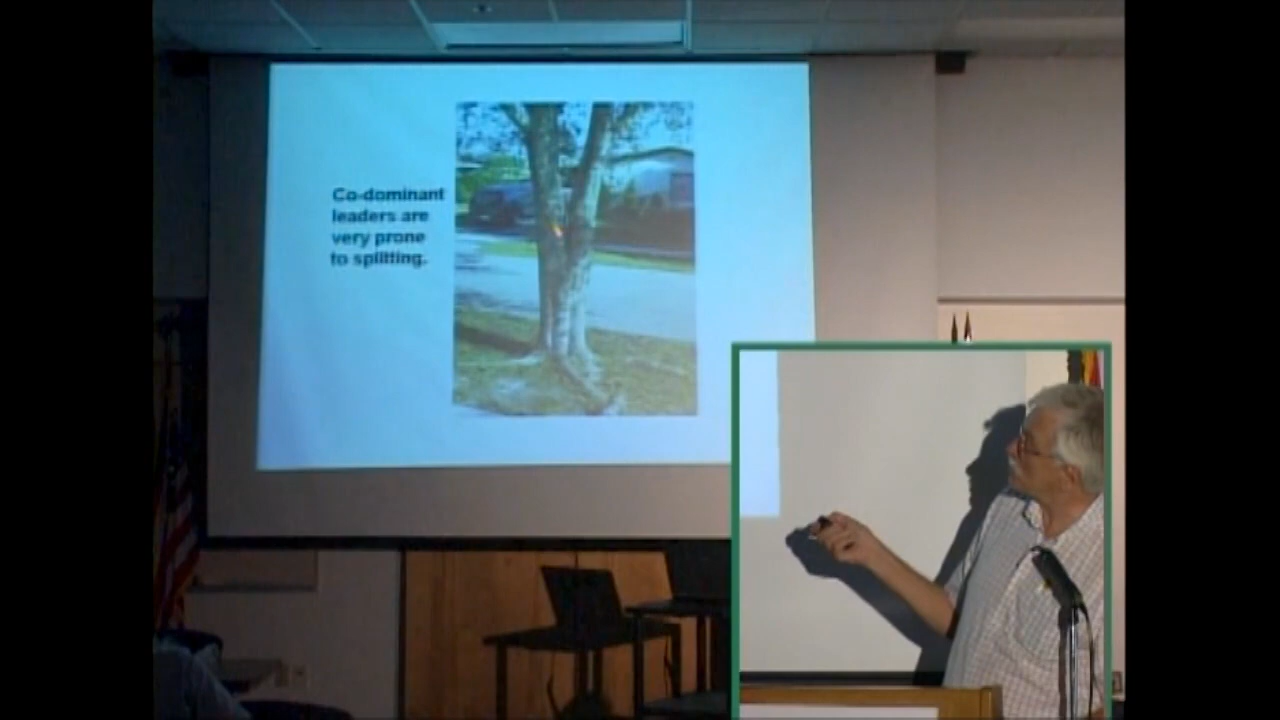 Co-dominant
leaders are
very prone
to splitting.